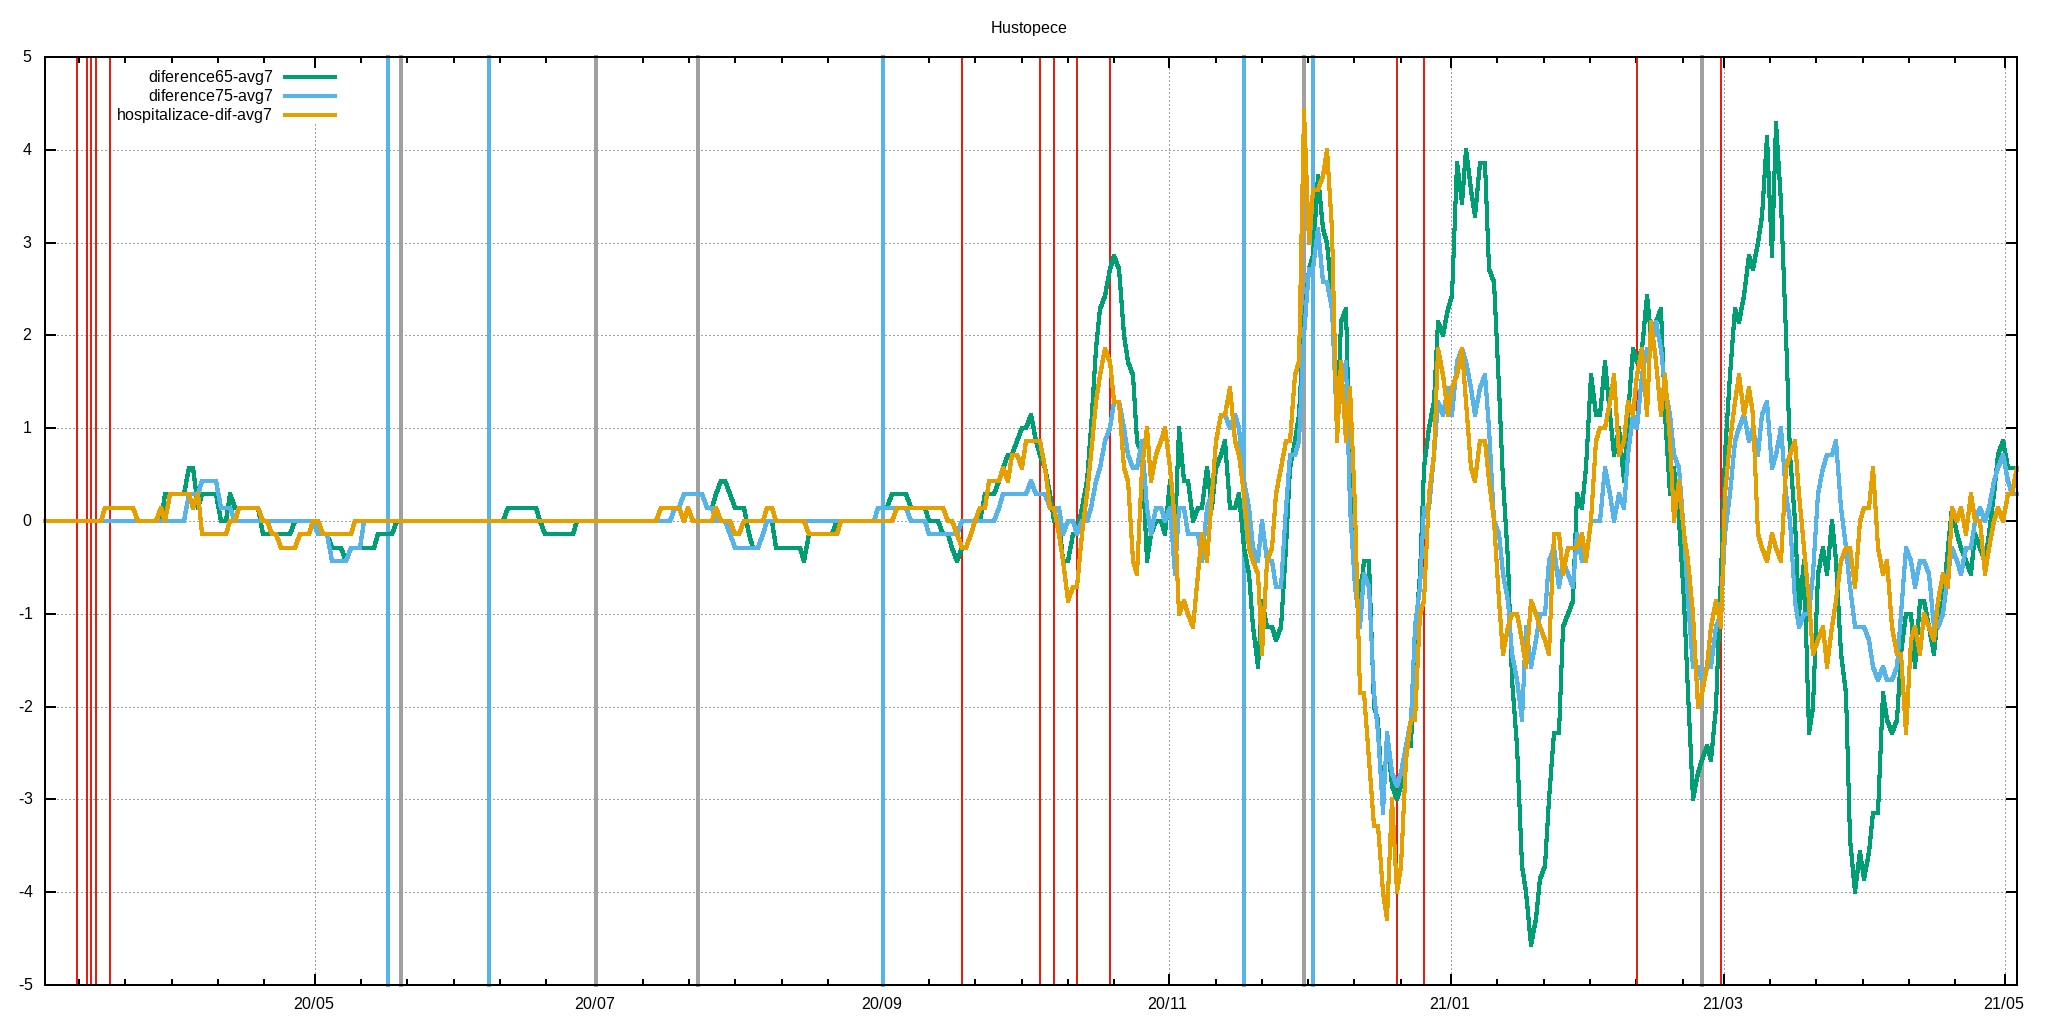 Hustopece
diference65-avg7
diference75-avg7
hospitalizace-dif-avg7
5
4
3
2
1
0
-1
-2
-3
-4
-5
20/05 20/07 20/09 20/11 21/01 21/03 21/05